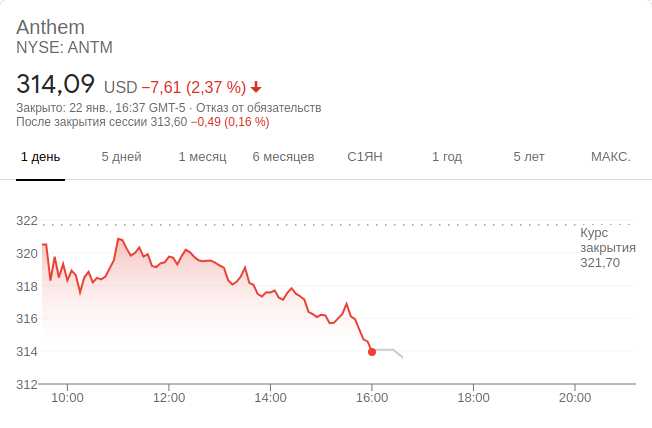 Anthem
NYSE: ANTM
314,09 USD −7,61 (2,37 %)
Закрыто: 22 янв., 16:37 GMT-5 · Отказ от обязательств
После закрытия сессии 313,60 −0,49 (0,16 %)
1 день 5 дней 1 месяц 6 месяцев С1ЯН 1 год 5 лет МАКС.
322
Курс
закрытия
321,70
320
318
316
314
312
10:00 12:00 14:00 16:00 18:00 20:00